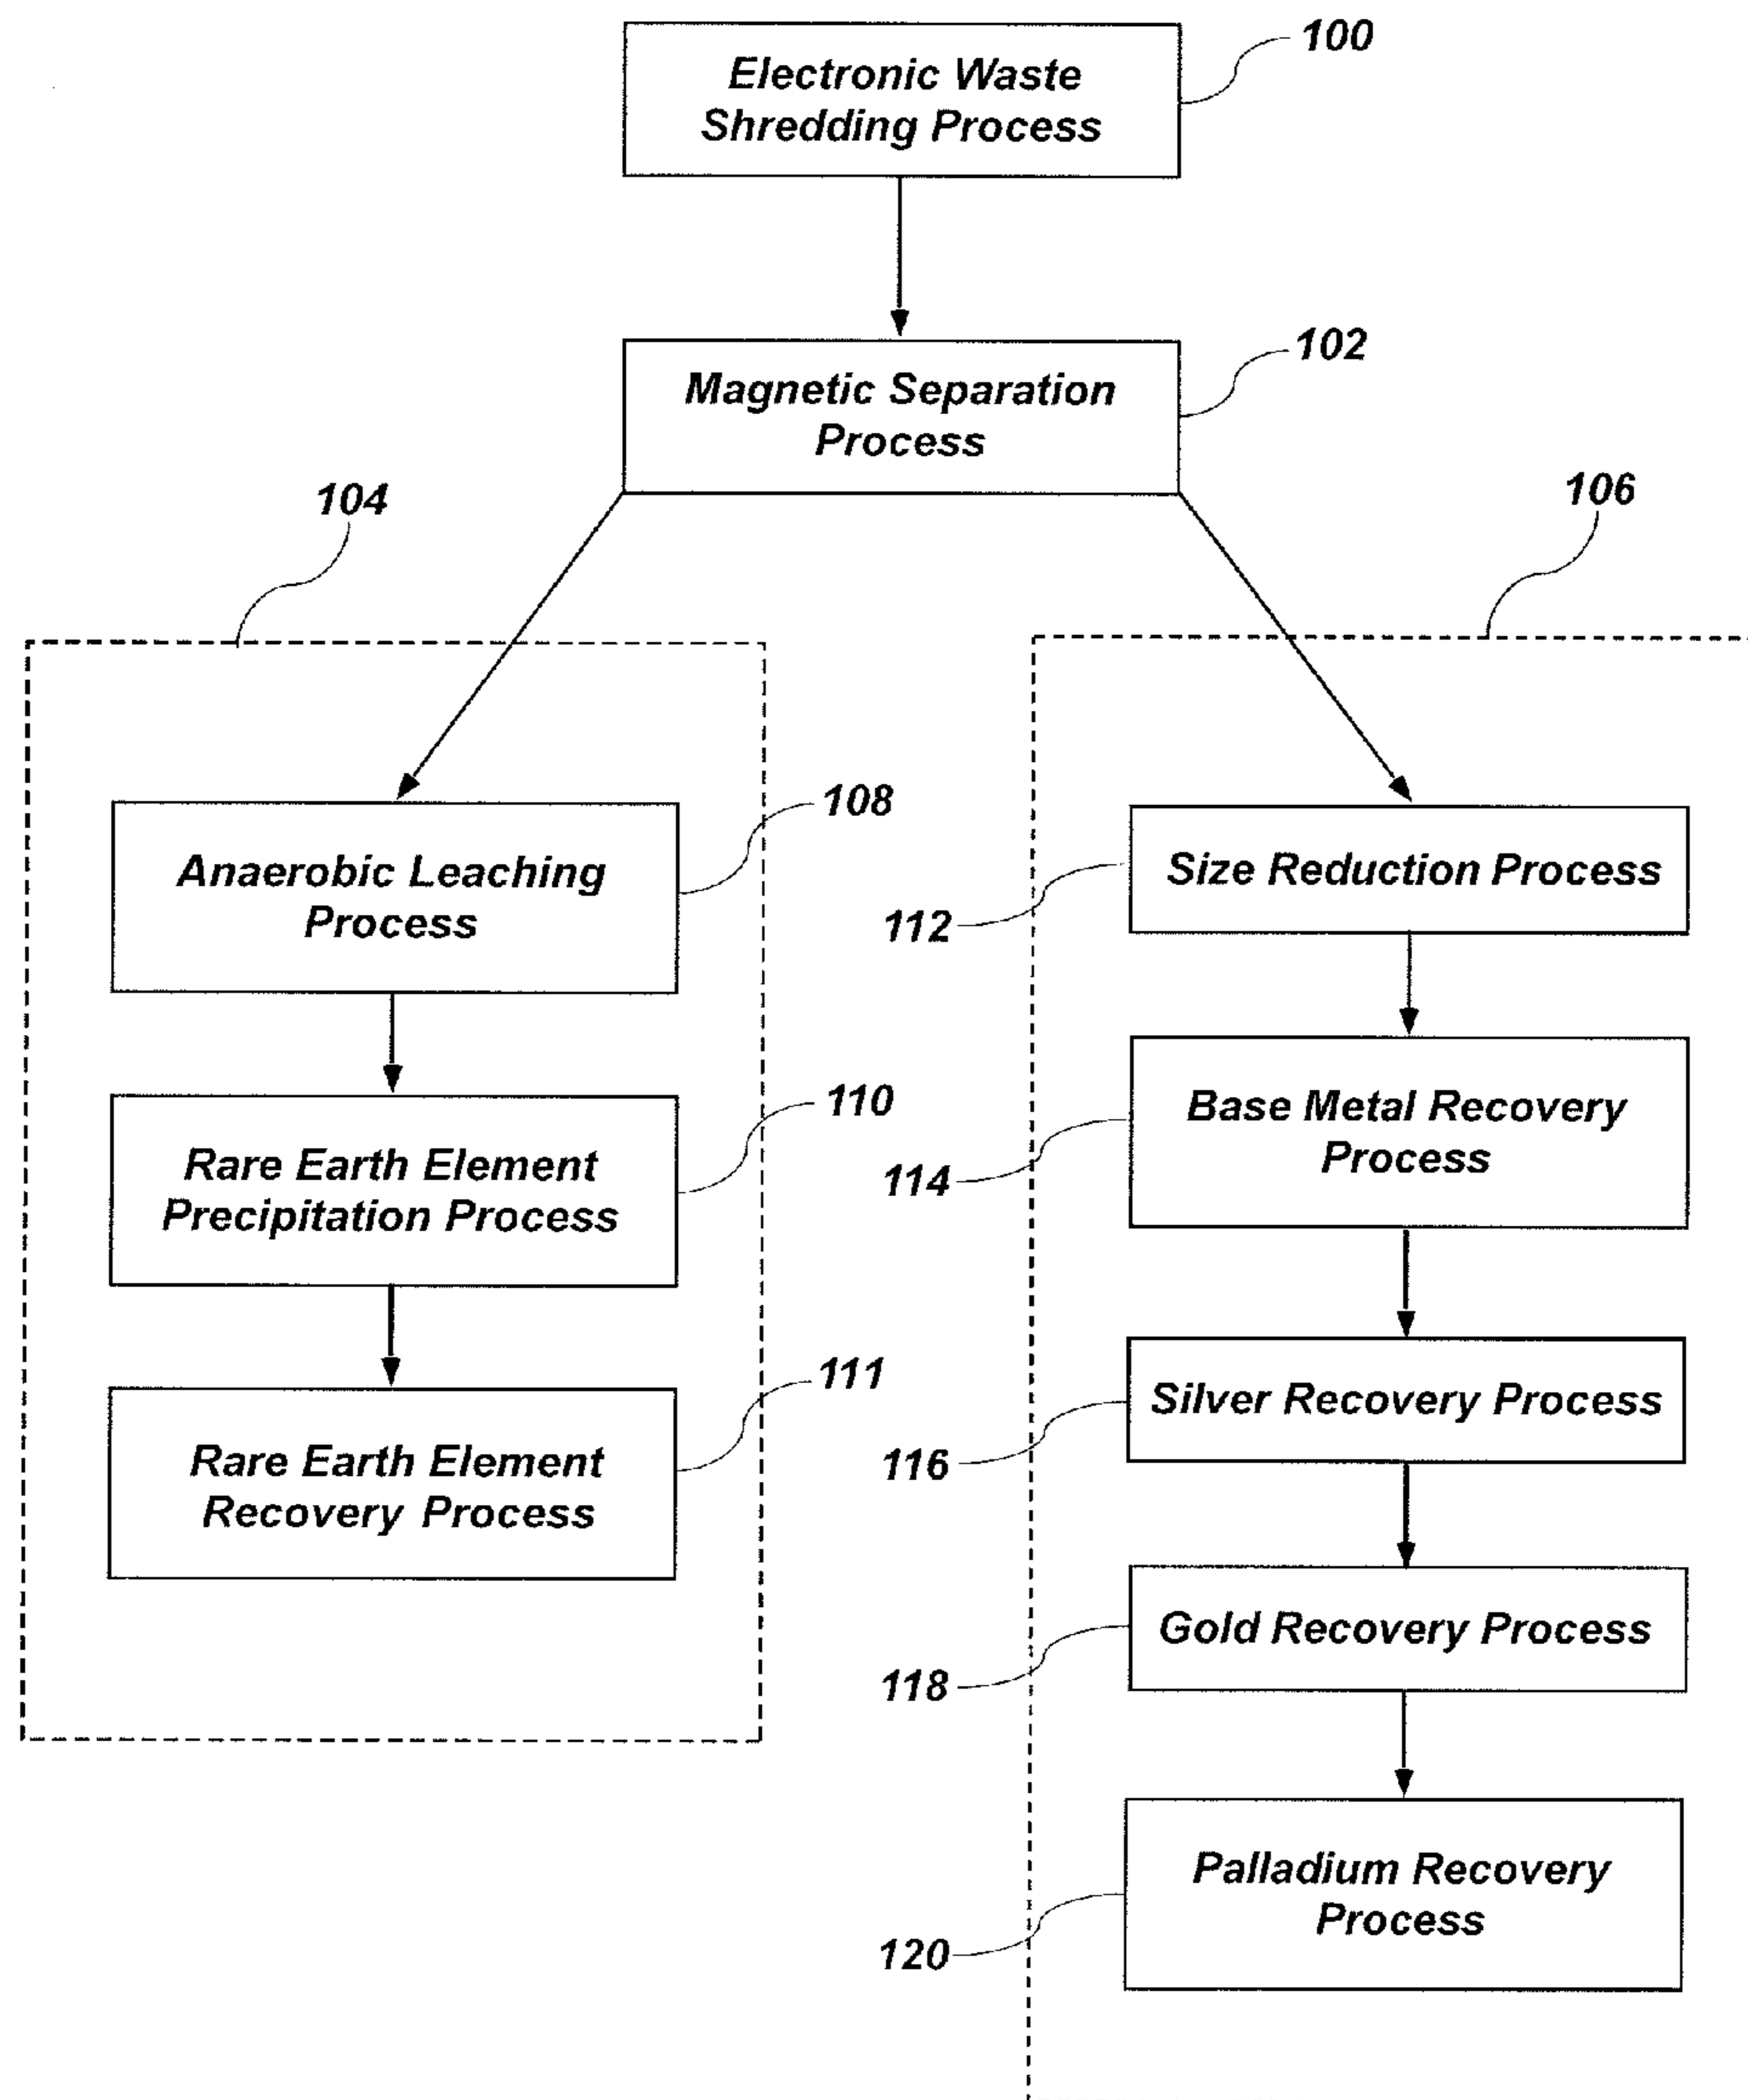 100
Electronic Waste
Shredding Process
102
Magnetic Separation
Process
104
106
108
Anaerobic Leaching
Process
110
Rare Earth Element
Precipitation Process
111
Rare Earth Element
Recovery Process
112
Size Reduction Process
114
Base Metal Recovery
Process
116
Silver Recovery Process
118
Gold Recovery Process
120
Palladium Recovery
Process